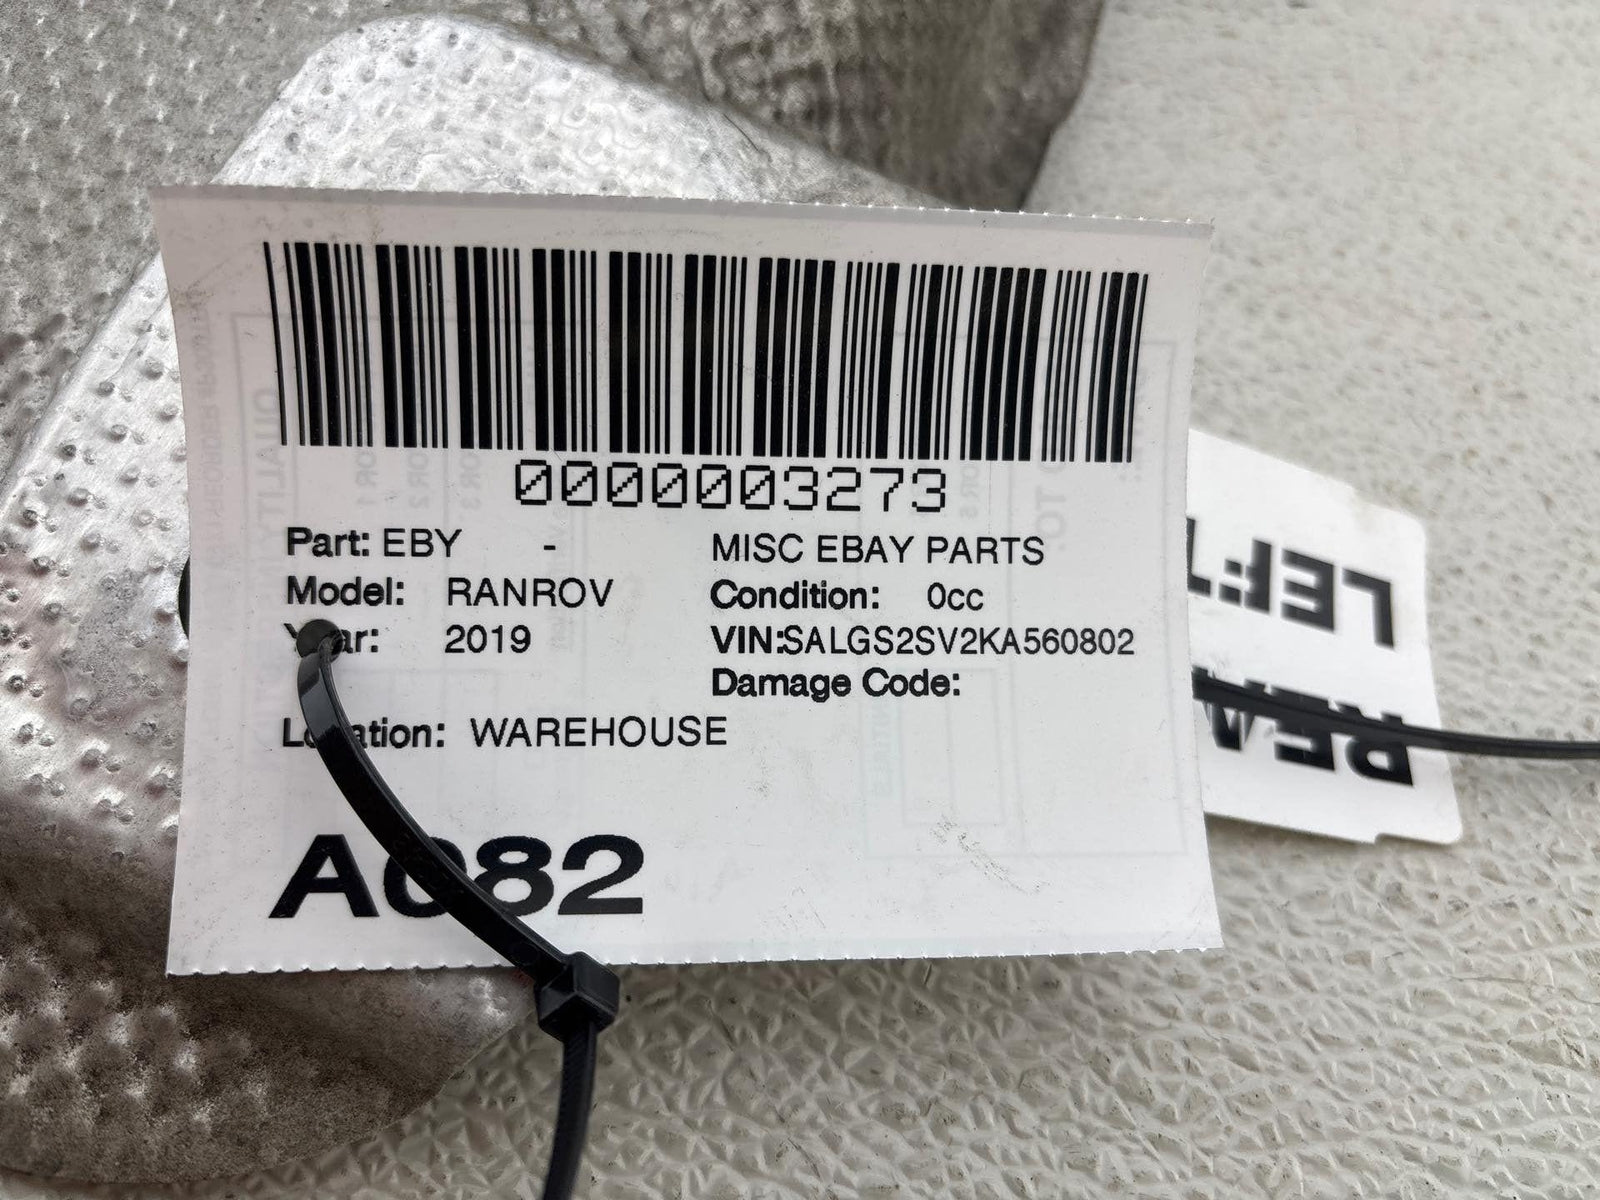 0000003273
Part: EBY - MISC EBAY PARTS
Model: RANROV Condition: 0cc
Year: 2019 VIN:SALGS2SV2KA560802
Damage Code:
Location: WAREHOUSE
A082
REAR
LEFT